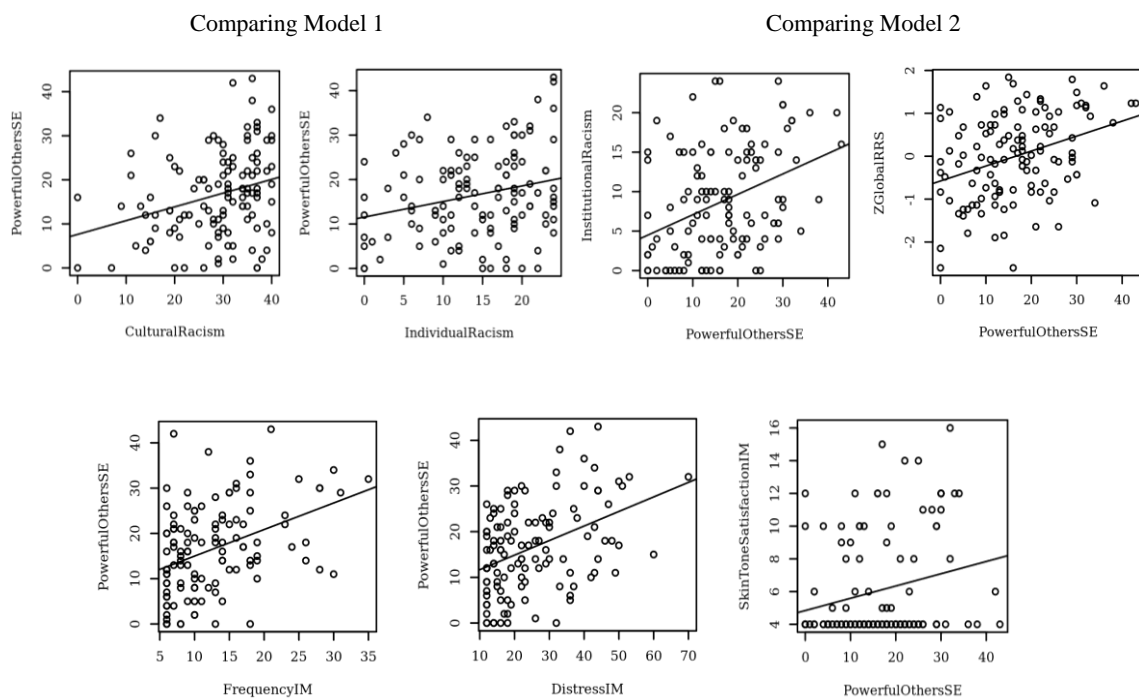 Comparing Model 1
Comparing Model 2
PowerfulOthersSE
0 10 20 30 40
0 10 20 30 40
CulturalRacism
PowerfulOthersSE
0 10 20 30 40
0 5 10 15 20
IndividualRacism
InstitutionalRacism
0 5 10 15 20
0 10 20 30 40
PowerfulOthersSE
ZGlobalRRS
-2 -1 0 1 2
0 10 20 30 40
PowerfulOthersSE
PowerfulOthersSE
0 10 20 30 40
5 10 15 20 25 30 35
FrequencyIM
PowerfulOthersSE
0 10 20 30 40
10 20 30 40 50 60 70
DistressIM
SkinToneSatisfactionIM
4 6 8 10 12 14 16
0 10 20 30 40
PowerfulOthersSE